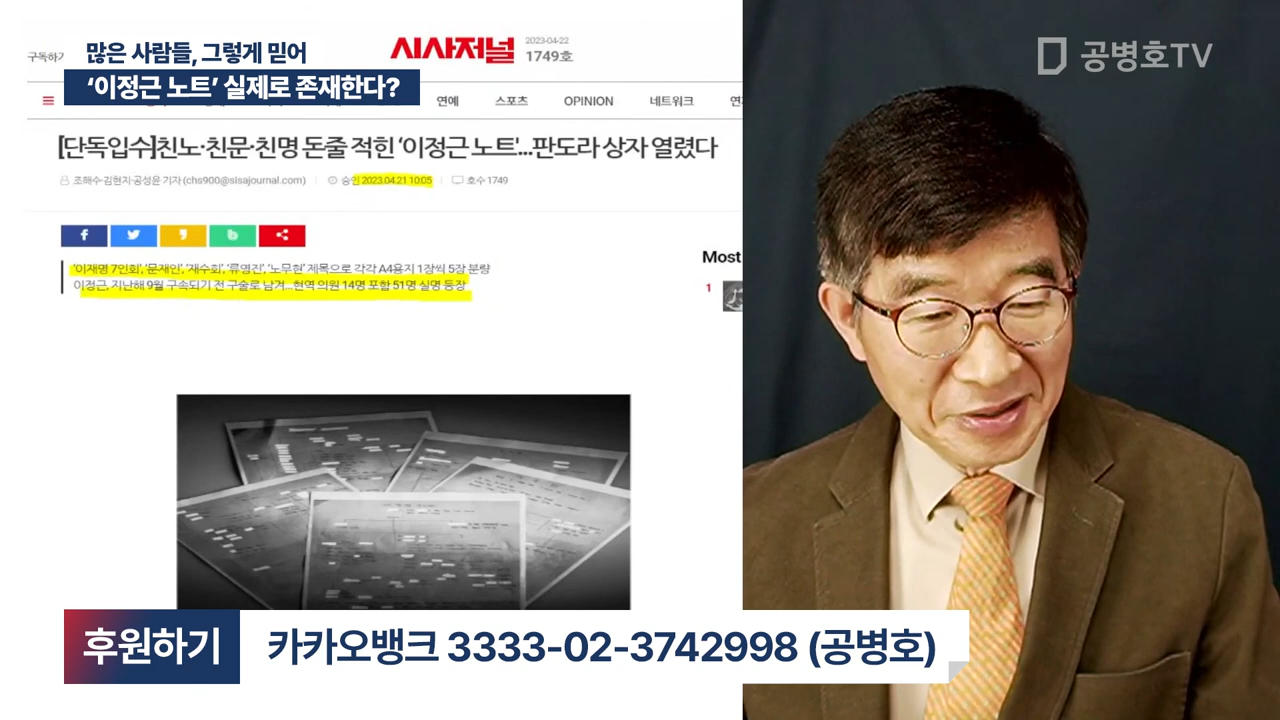 많은 사람들, 그렇게 믿어
'이정근 노트' 실제로 존재한다?
구독하기
시사저널
2023-04-22
1749호
공병호TV
연예 스포츠 OPINION 네트워크
[단독입수]친노·친문·친명 돈줄 적힌 '이정근 노트'...판도라 상자 열렸다
조해수·김현지·공성윤 기자 (chs900@sisajournal.com) 승인 2023.04.21 10:05 호수 1749
'이재명 7인회', '문재인', '재수회', '류영진', '노무현' 제목으로 각각 A4용지 1장씩 5장 분량
이정근, 지난해 9월 구속되기 전 구술로 남겨...현역 의원 14명 포함 51명 실명 등장
Most
1
후원하기
카카오뱅크 3333-02-3742998 (공병호)